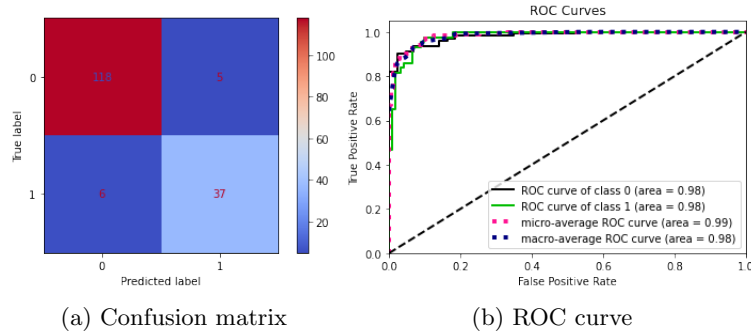 0
1
True label
118
5
6
37
0
1
Predicted label
100
80
60
40
20
(a) Confusion matrix
ROC Curves
True Positive Rate
1.0
0.8
0.6
0.4
0.2
0.0
0.0
0.2
0.4
0.6
0.8
1.0
False Positive Rate
ROC curve of class 0 (area = 0.98)
ROC curve of class 1 (area = 0.98)
micro-average ROC curve (area = 0.99)
macro-average ROC curve (area = 0.98)
(b) ROC curve